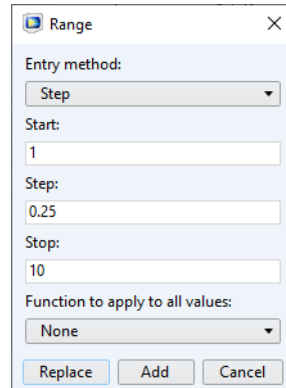 Range
Entry method:
Step
Start:
1
Step:
0.25
Stop:
10
Function to apply to all values:
None
Replace Add Cancel